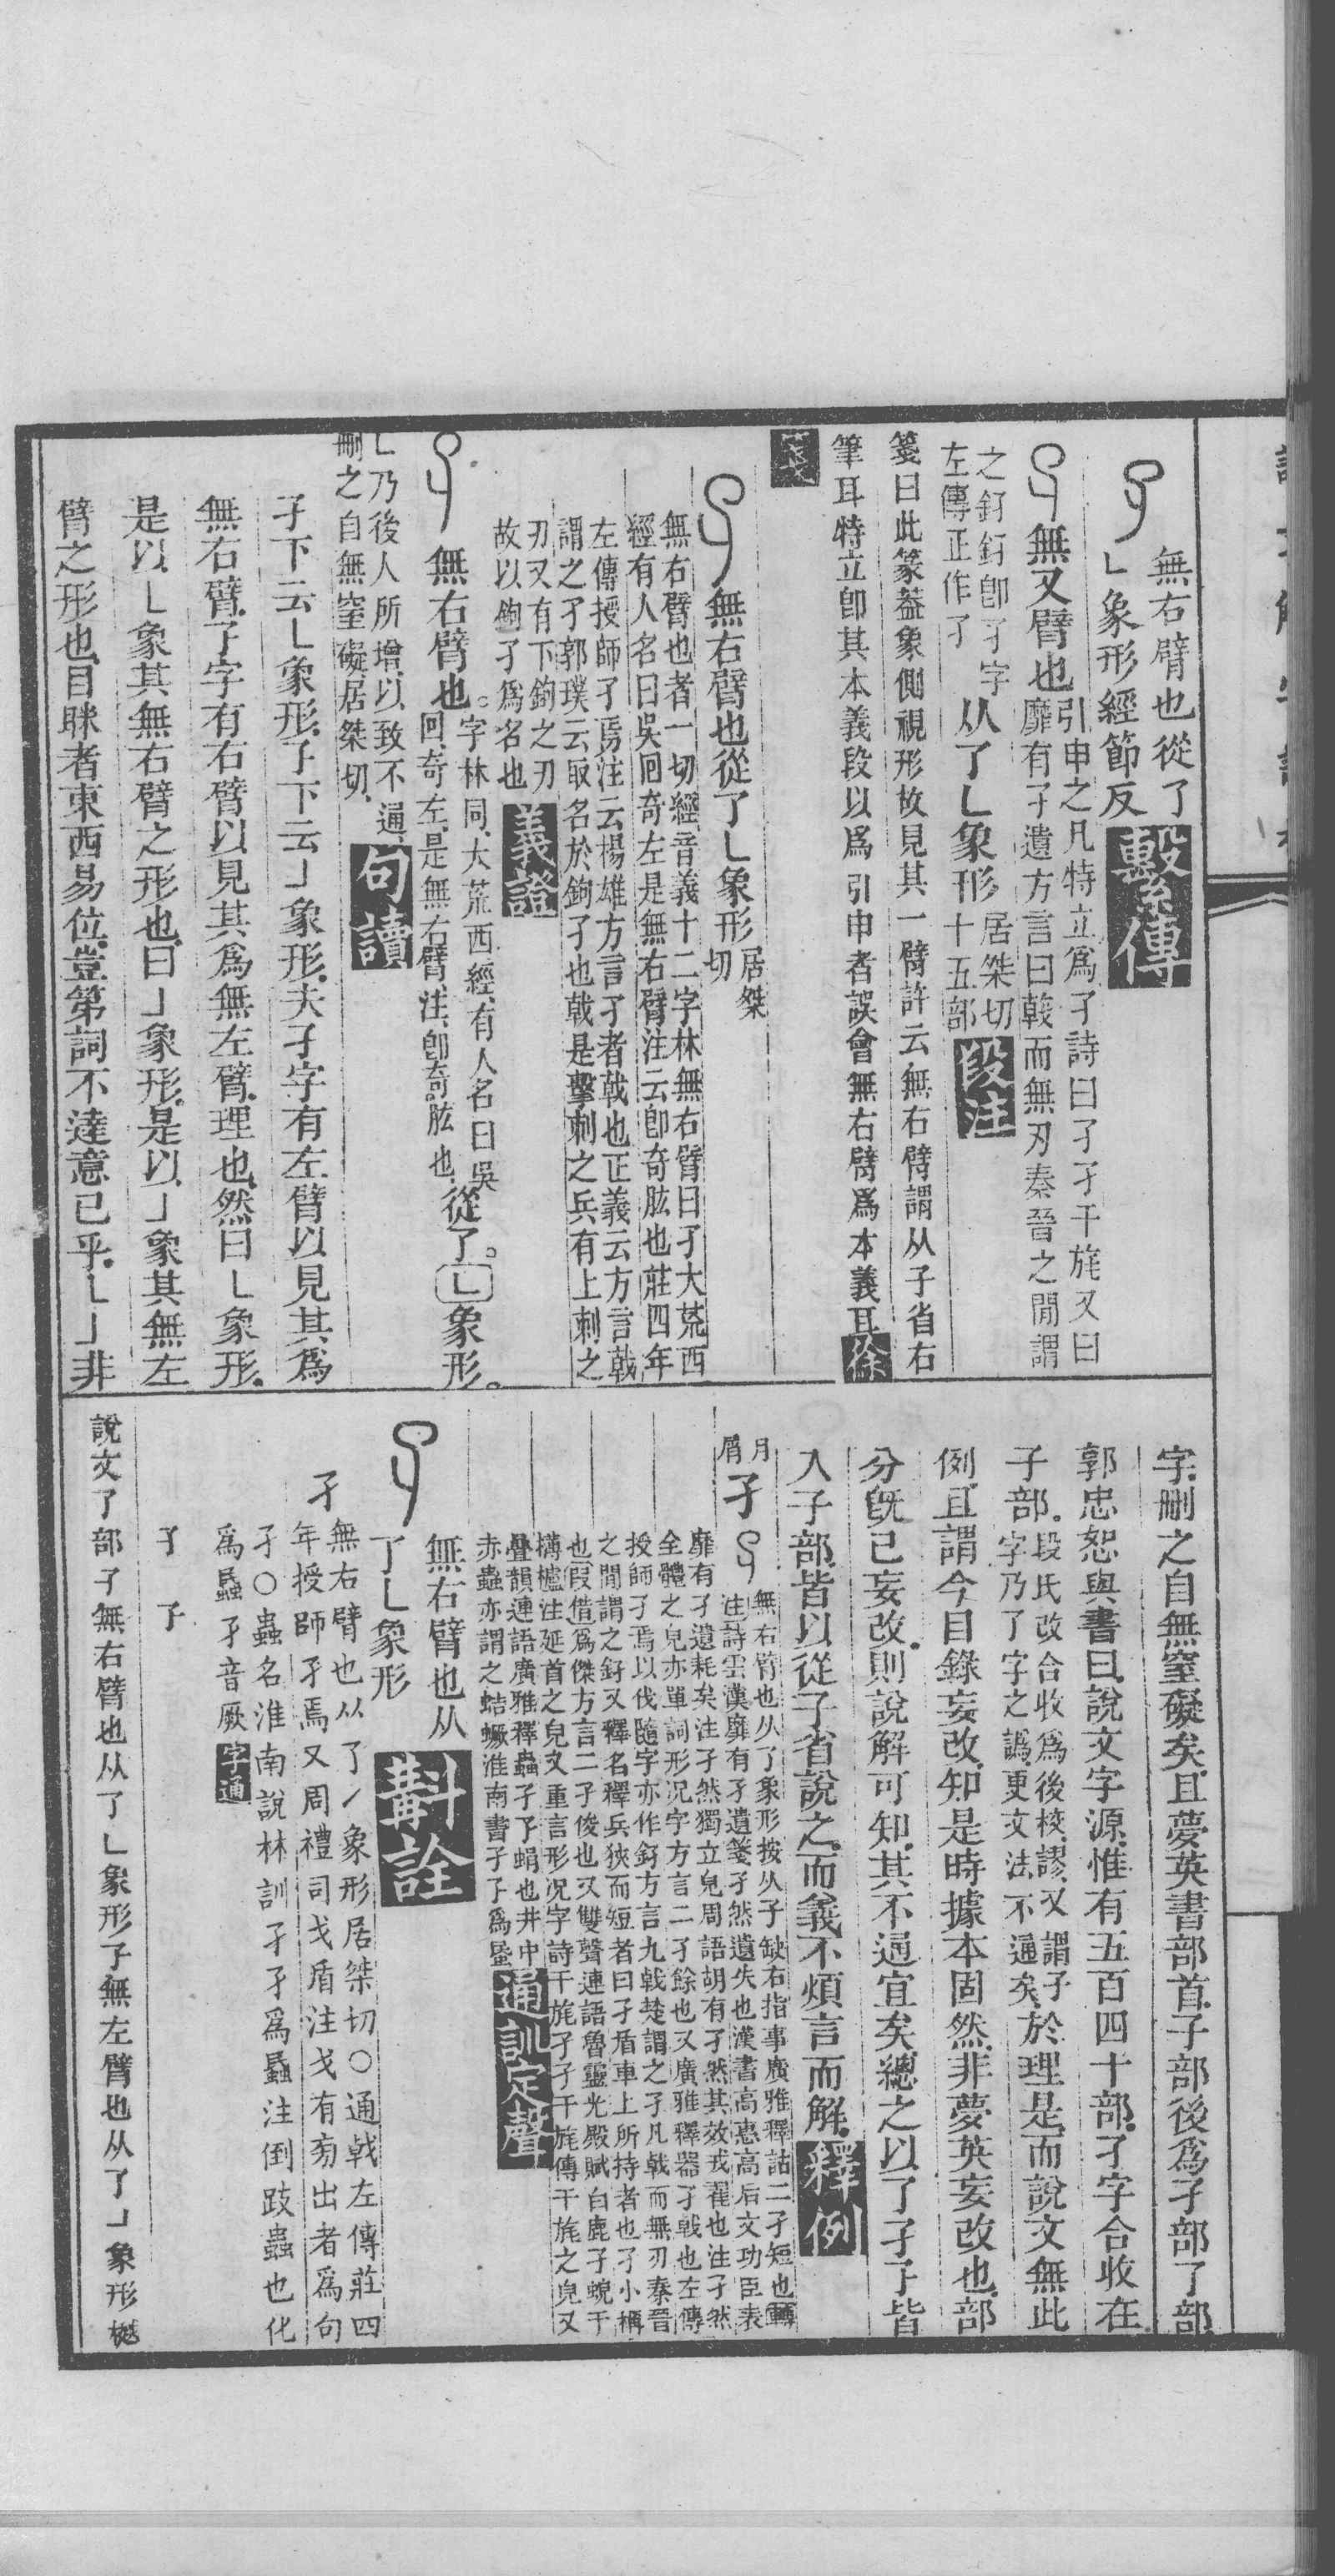 無右臂也從了
乚象形經節反
繫傳
無又臂也
引申之凡特立爲孑詩曰孑孑干旄又曰
靡有孑遺方言曰戟而無刃秦晉之閒謂
之釨釨卽孑字
左傳正作孑
从了乚象形
居桀切
十五部
段注
箋曰此篆葢象側視形故見其一臂許云無右臂謂从子省右
筆耳特立卽其本義段以爲引申者誤會無右臂爲本義耳徐
箋
無右臂也從了乚象形
居桀
切
無右臂也者一切經音義十二字林無右臂曰孑大荒西
經有人名曰吳囘奇左是無右臂注云卽奇肱也莊四年
左傳授師孑焉注云楊雄方言孑者戟也正義云方言戟
謂之孑郭璞云取名於鉤孑也戟是擊刺之兵有上刺之
刃又有下鉤之刃
故以鉤孑爲名也
義證
無右臂也。
字林同、大荒西經、有人名曰吳
回、奇左、是無右臂、注、卽奇肱也、
從了。乚象形。
乚乃後人所增、以致不通、
刪之自無窒礙、居桀切、
句讀
孑下云乚象形、孓下云亅象形、夫孑字有左臂以見其爲
無右臂、孓字有右臂以見其爲無左臂、理也、然曰乚象形、
是以乚象其無右臂之形也、曰亅象形、是以亅象其無左
臂之形也、目眯者東西易位、豈第詞不達意已乎、乚亅非
字、刪之自無窒礙矣、且夢英書部首、子部後爲孑部了部、
郭忠恕與書曰、說文字源、惟有五百四十部、孑字合收在
子部。
段氏改合收爲後校、謬、又謂子
字乃了字之譌、更文法不通矣、
於理是、而說文無此
例、且謂今目錄妄改、知是時據本固然、非夢英妄改也、部
分旣已妄改、則說解可知、其不通宜矣、總之以了孑孓皆
入子部、皆以從子省說之、而義不煩言而解、
釋例
月
屑
孑
無右臂也从了象形按从子缺右指事廣雅釋詁二孑短也轉
注詩雲漢靡有孑遺箋孑然遺失也漢書高惠高后文功臣表
靡有孑遺耗矣注孑然獨立皃周語胡有孑然其效戎翟也注孑然
全體之皃亦單詞形況字方言二孑餘也又廣雅釋器孑戟也左傳
授師孑焉以伐隨字亦作釨方言九戟楚謂之孑凡戟而無刃秦晉
之閒謂之釨又釋名釋兵狹而短者曰孑盾車上所持者也孑小稱
也假借爲傑方言二孑俊也又雙聲連語魯靈光殿賦白鹿孑蜺于
欂櫨注延首之皃又重言形況字詩干旄孑孑干旄傳干旄之皃又
疊韻連語廣雅釋蟲孑孓蜎也井中
赤蟲亦謂之蛣蟩淮南書孑孓爲䖟
通訓定聲
無右臂也从
了乚象形
斠詮
孑
無右臂也从了㇒象形居桀切〇通戟左傳莊四
年授師孑焉又周禮司戈盾注戈有旁出者爲句
孑〇蟲名淮南說林訓孑孓爲䖟注倒跂蟲也化
爲䖟孓音厥
字通
孑　孓
說文了部孑無右臂也从了乚象形孓無左臂也从了亅象形